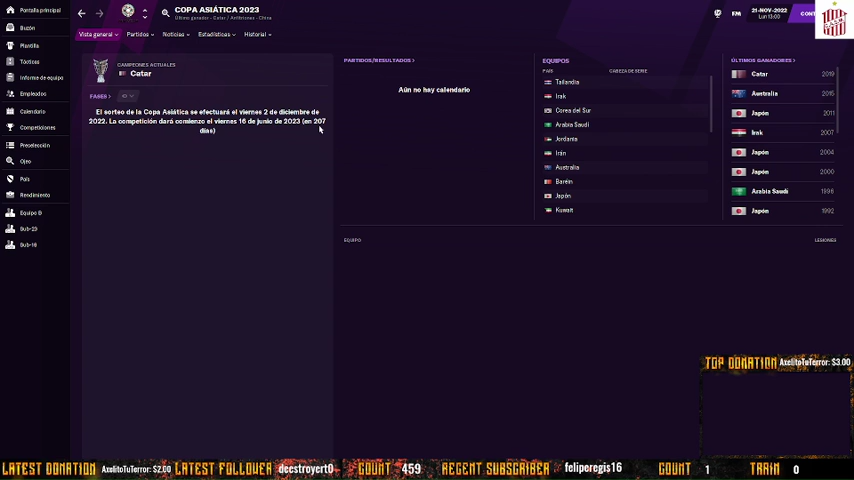 Portalla principal
COPA ASIÁTICA 2023
Último ganador - Catar / Anfitriones - China
FM
21-NOV-2022
Lun 13:00
CONT
Buzón
Plantilla
Tácticas
Informe de equipo
Empleados
Calendario
Competiciones
Preselección
Ojeo
País
Rendimiento
Equipo B
Sub-23
Sub-18
Vista general
Partidos
Noticias
Estadísticas
Historial
CAMPEONES ACTUALES
Catar
FASES >
El sorteo de la Copa Asiática se efectuará el viernes 2 de diciembre de
2022. La competición dará comienzo el viernes 16 de junio de 2023 (en 207
días)
PARTIDOS/RESULTADOS >
Aún no hay calendario
EQUIPOS
PAÍS CABEZA DE SERIE
Tailandia
Irak
Corea del Sur
Arabia Saudí
Jordania
Irán
Australia
Baréin
Japón
Kuwait
ÚLTIMOS GANADORES >
Catar 2019
Australia 2015
Japón 2011
Irak 2007
Japón 2004
Japón 2000
Arabia Saudí 1996
Japón 1992
EQUIPO
LESIONES
TOP DONATION AxelitoTuTerror: $3.00
LATEST DONATION AxelitoTuTerror: $2.00 LATEST FOLLOWER deestroyert0 COUNT 459 RECENT SUBSCRIBER feliperegis16 COUNT 1 TRAIN 0